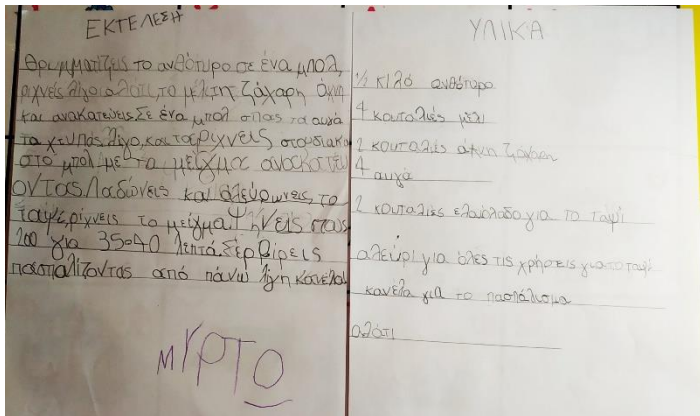 ΕΚΤΕΛΕΣΗ
Θρυμματίζεις το ανθότυρο σε ένα μπολ,
ρίχνεις λίγο αλάτι, το μέλι τη ζάχαρη άχνη
και ανακατεύεις. Σε ένα μπολ σπας τα αυγά
τα χτυπάς λίγο, και τα ρίχνεις σταδιακα
στο μπολ με το μείγμα ανακατεύ
οντας. Λαδώνεις και αλευρώνεις το
ταψί, ρίχνεις το μείγμα. Ψήνεις στους
200 για 35-40 λεπτά. Σερβίρεις
πασπαλίζοντας από πάνω λίγη κανέλα.
ΜΥΡΤΩ
ΥΛΙΚΑ
1/2 κιλό ανθότυρο
4 κουταλιές μέλι
2 κουταλιές άχνη ζάχαρη
4 αυγά
2 κουταλιές ελαιόλαδο για το ταψί
αλεύρι για όλες τις χρήσεις για το ταψί
κανέλα για το πασπάλισμα
αλάτι